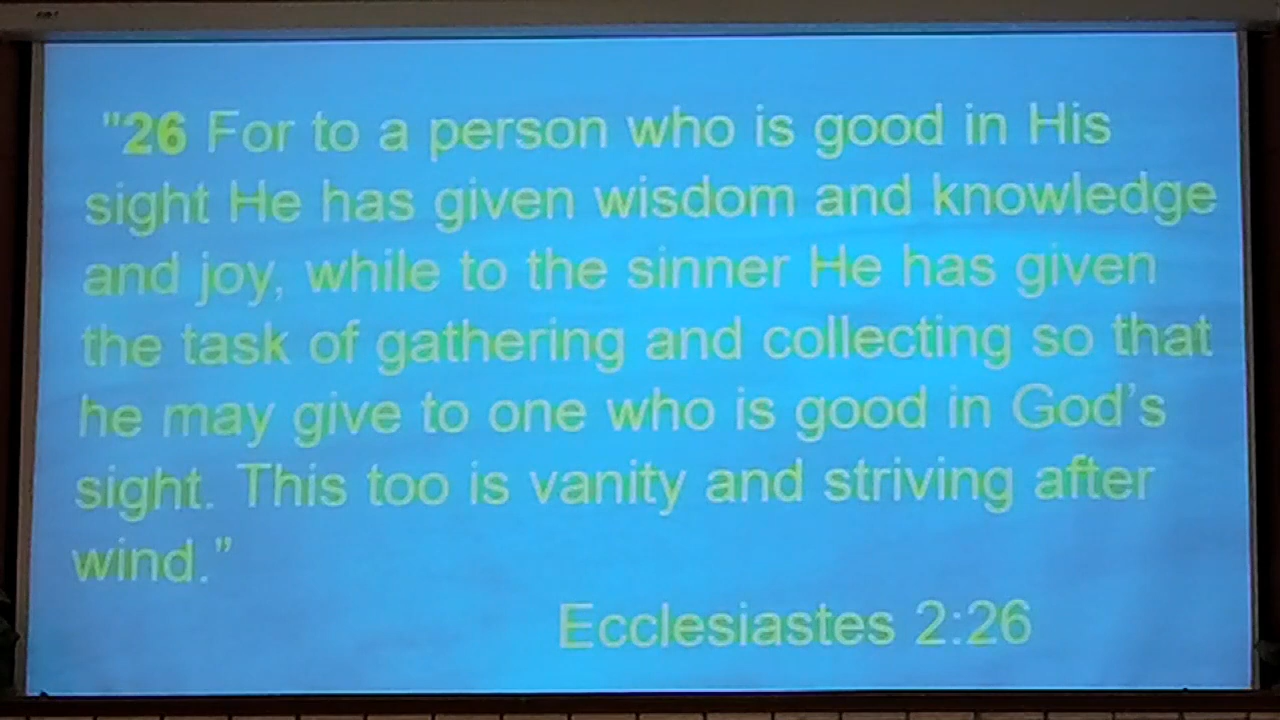 "26 For to a person who is good in His
sight He has given wisdom and knowledge
and joy, while to the sinner He has given
the task of gathering and collecting so that
he may give to one who is good in God’s
sight. This too is vanity and striving after
wind.”
Ecclesiastes 2:26